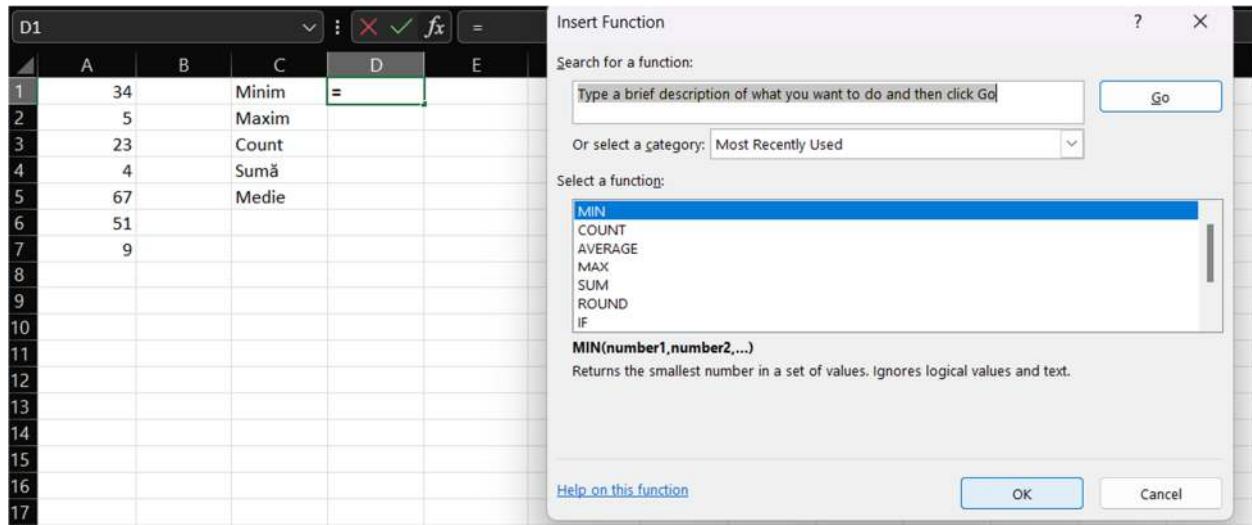 D1
fx =
A B C D E
1 34 Minim =
2 5 Maxim
3 23 Count
4 4 Sumă
5 67 Medie
6 51
7 9
8
9
10
11
12
13
14
15
16
17
Insert Function ? ×
Search for a function:
Type a brief description of what you want to do and then click Go Go
Or select a category: Most Recently Used
Select a function:
MIN
COUNT
AVERAGE
MAX
SUM
ROUND
IF
MIN(number1,number2,...)
Returns the smallest number in a set of values. Ignores logical values and text.
Help on this function OK Cancel